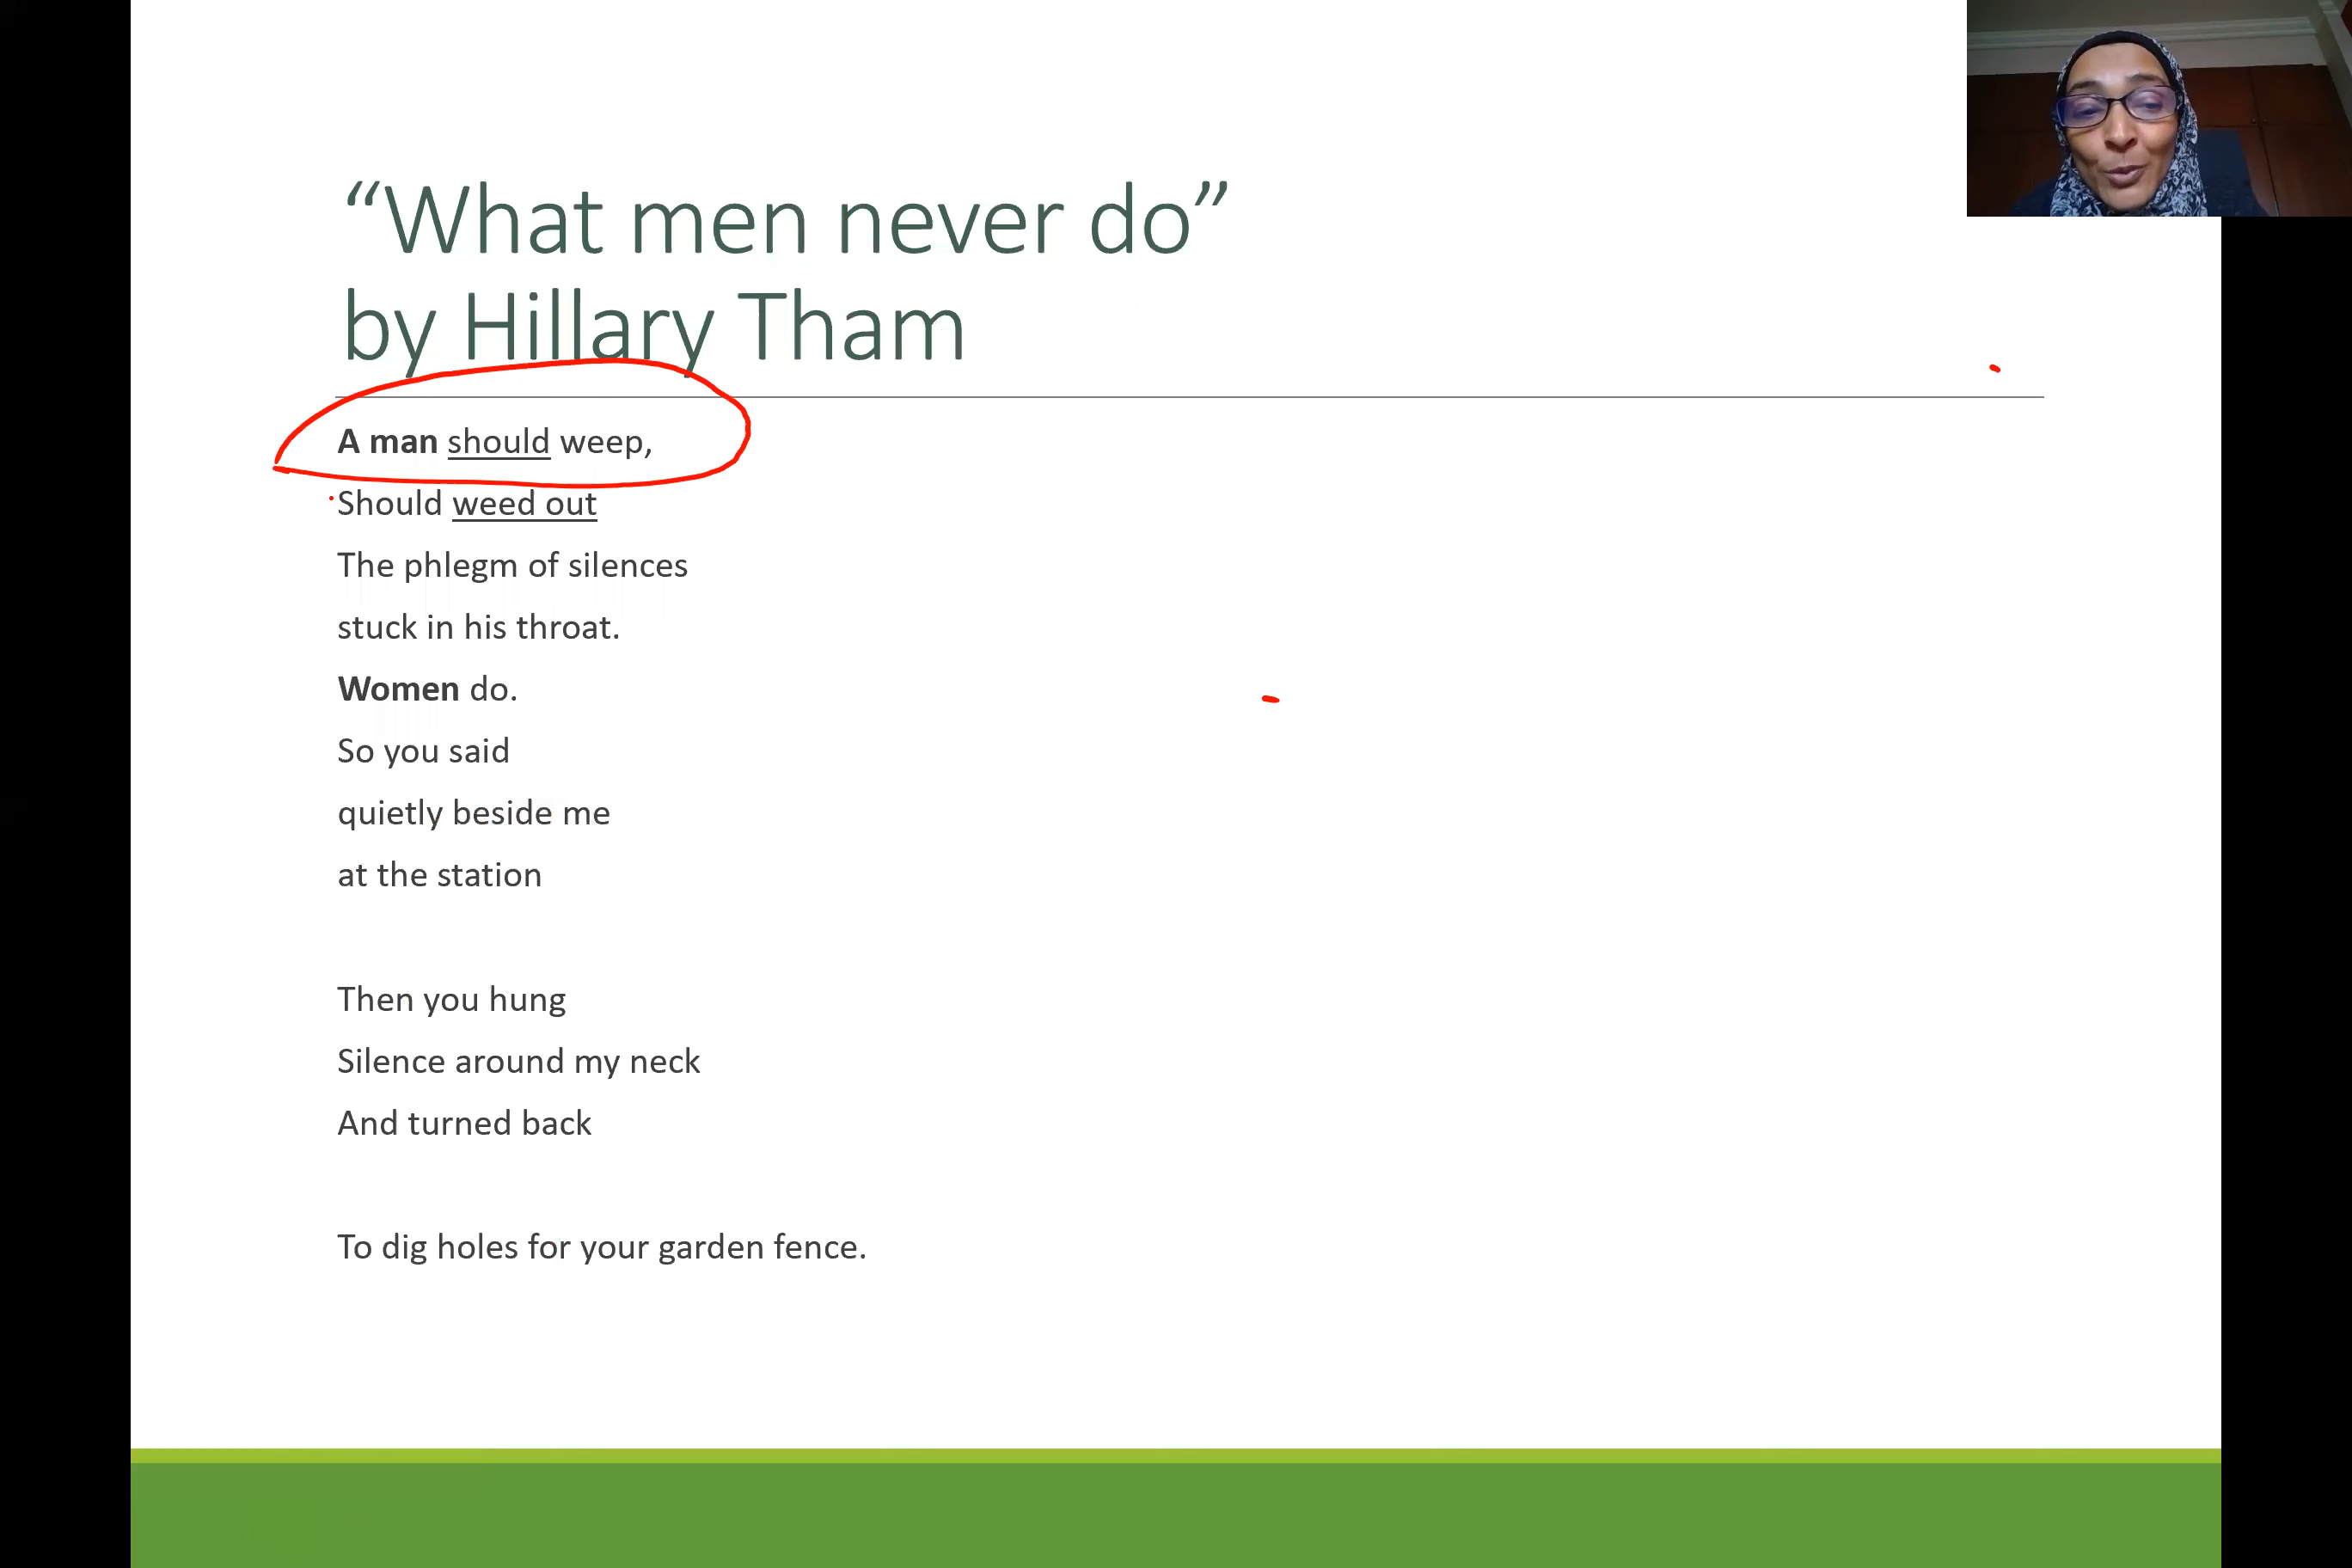 “What men never do”
by Hillary Tham
A man should weep,
Should weed out
The phlegm of silences
stuck in his throat.
Women do.
So you said
quietly beside me
at the station
Then you hung
Silence around my neck
And turned back
To dig holes for your garden fence.